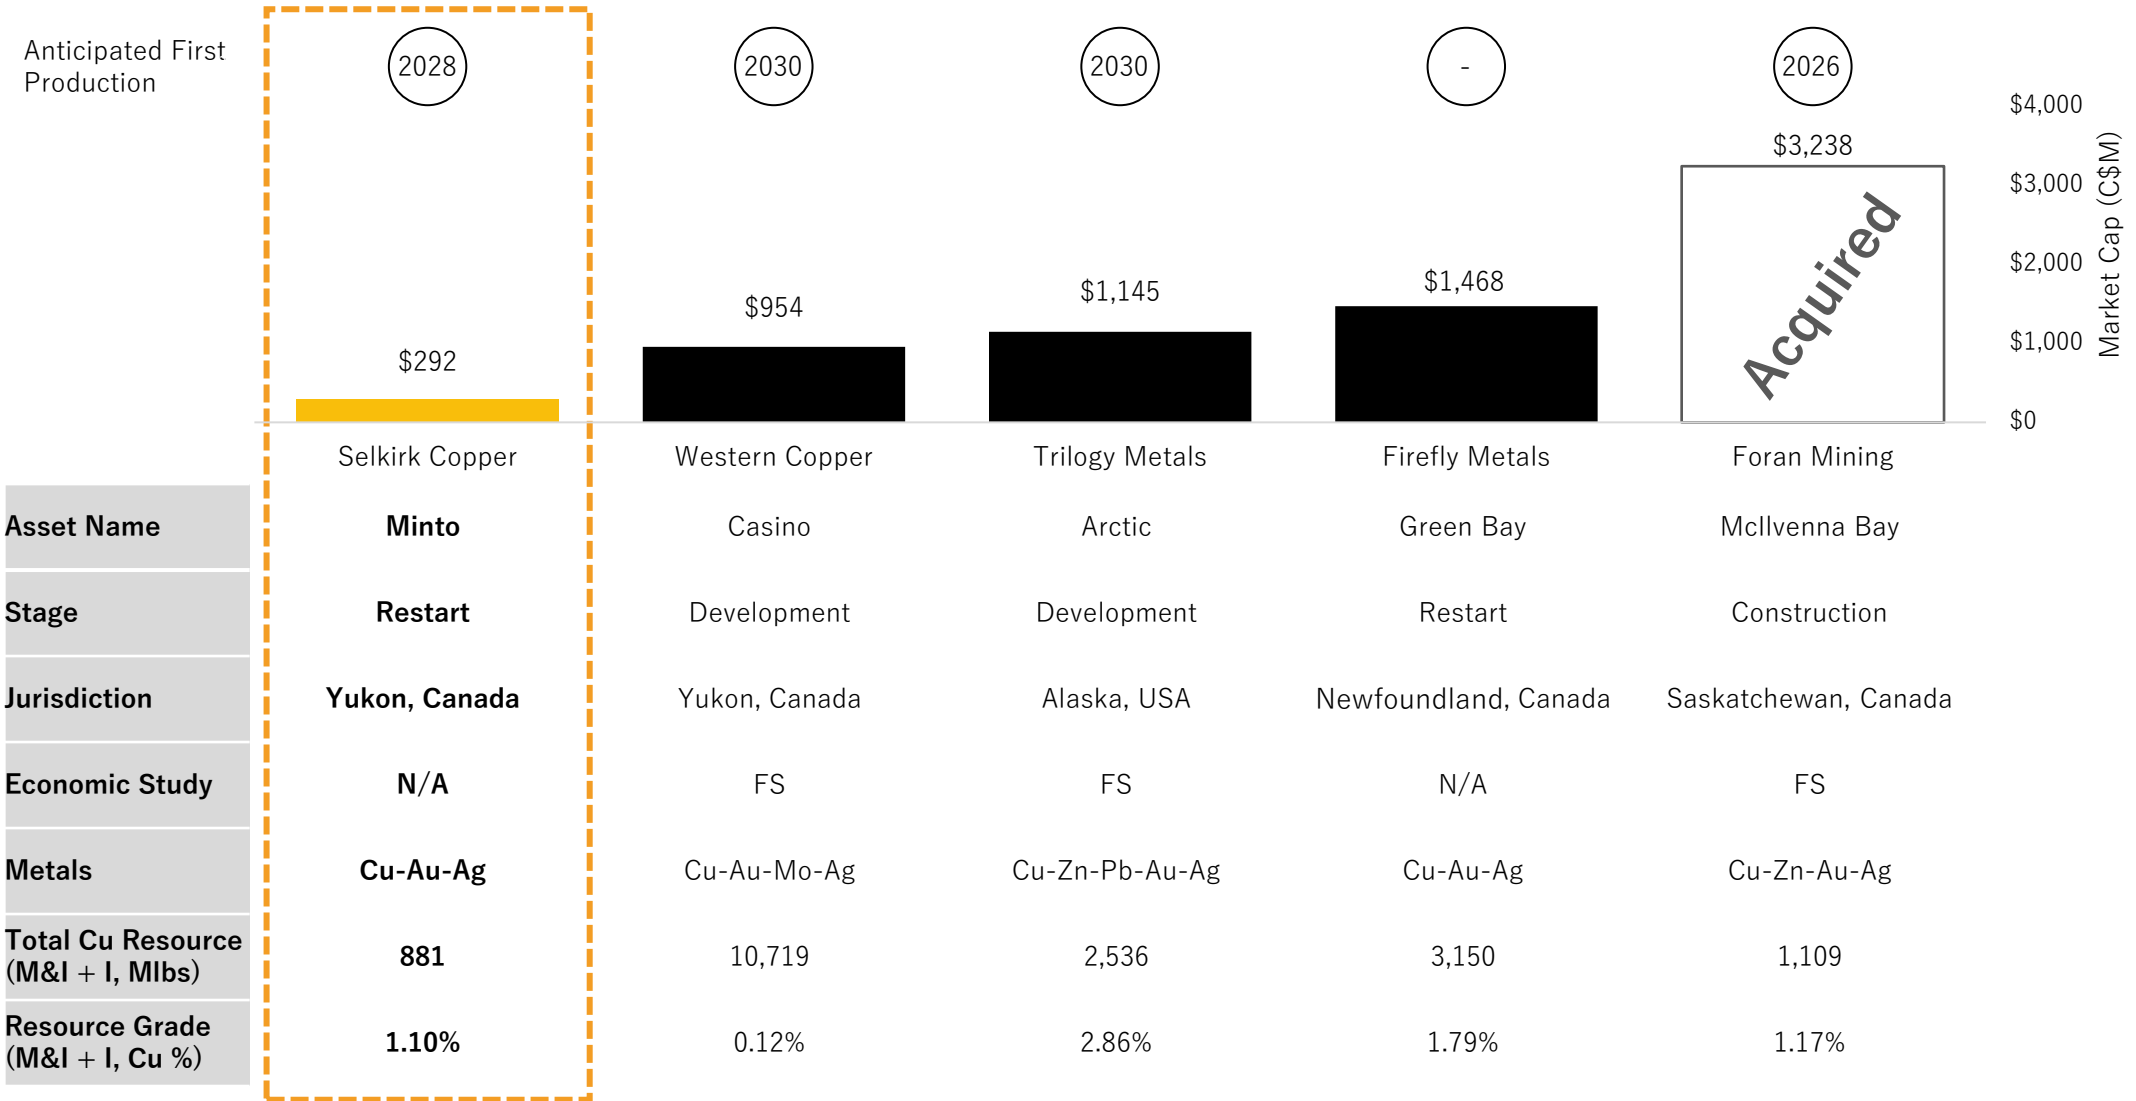 Anticipated First
Production
2028
2030
2030
-
2026
$4,000
$3,000
$2,000
$1,000
$0
Market Cap (C$M)
$292
$954
$1,145
$1,468
$3,238
Acquired
Selkirk Copper
Western Copper
Trilogy Metals
Firefly Metals
Foran Mining
Asset Name
Minto
Casino
Arctic
Green Bay
McIlvenna Bay
Stage
Restart
Development
Development
Restart
Construction
Jurisdiction
Yukon, Canada
Yukon, Canada
Alaska, USA
Newfoundland, Canada
Saskatchewan, Canada
Economic Study
N/A
FS
FS
N/A
FS
Metals
Cu-Au-Ag
Cu-Au-Mo-Ag
Cu-Zn-Pb-Au-Ag
Cu-Au-Ag
Cu-Zn-Au-Ag
Total Cu Resource
(M&I + I, Mlbs)
881
10,719
2,536
3,150
1,109
Resource Grade
(M&I + I, Cu %)
1.10%
0.12%
2.86%
1.79%
1.17%